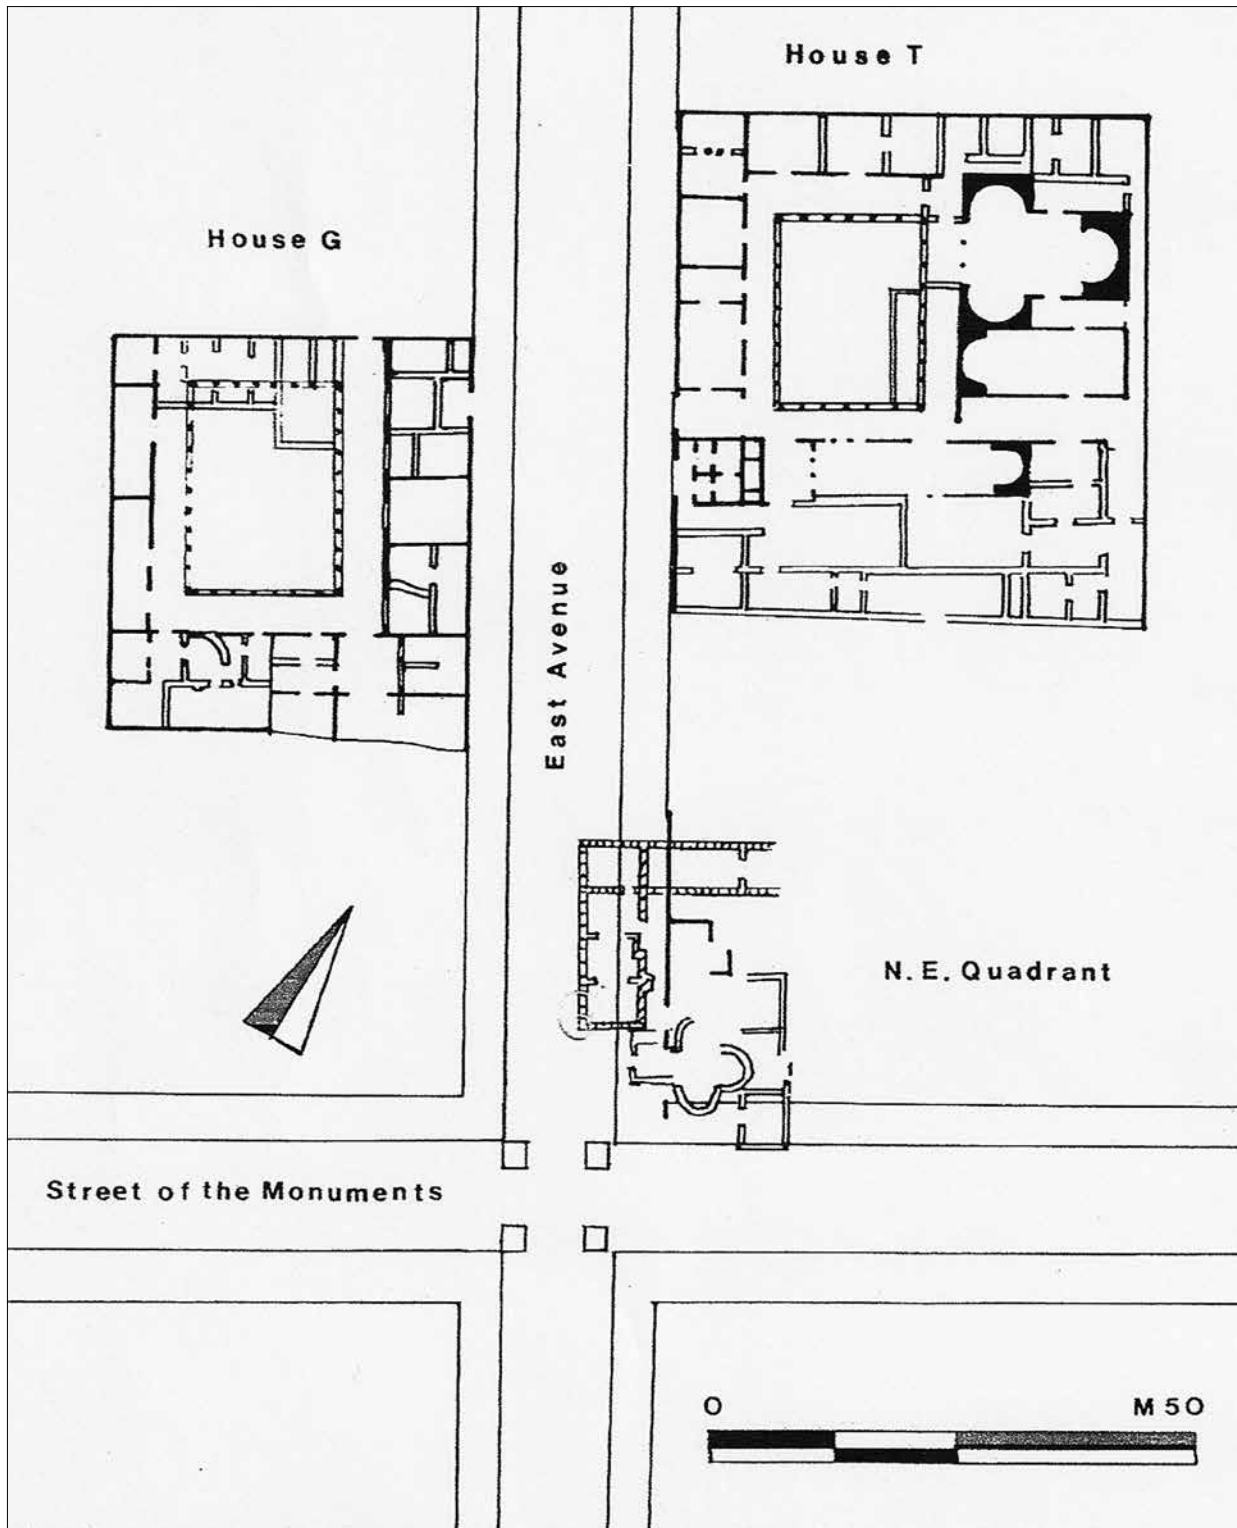 House T
House G
East Avenue
N. E. Quadrant
Street of the Monuments
0 M 50